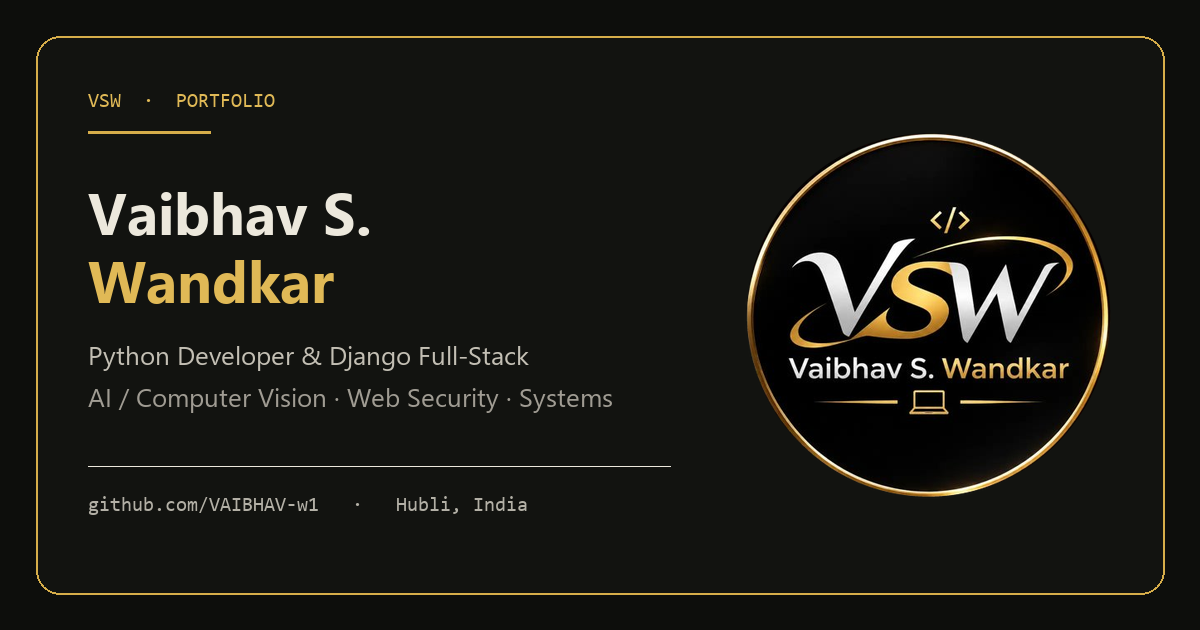 VSW · PORTFOLIO
Vaibhav S.
Wandkar
Python Developer & Django Full-Stack
AI / Computer Vision · Web Security · Systems
github.com/VAIBHAV-w1 · Hubli, India
</>
VSW
Vaibhav S. Wandkar